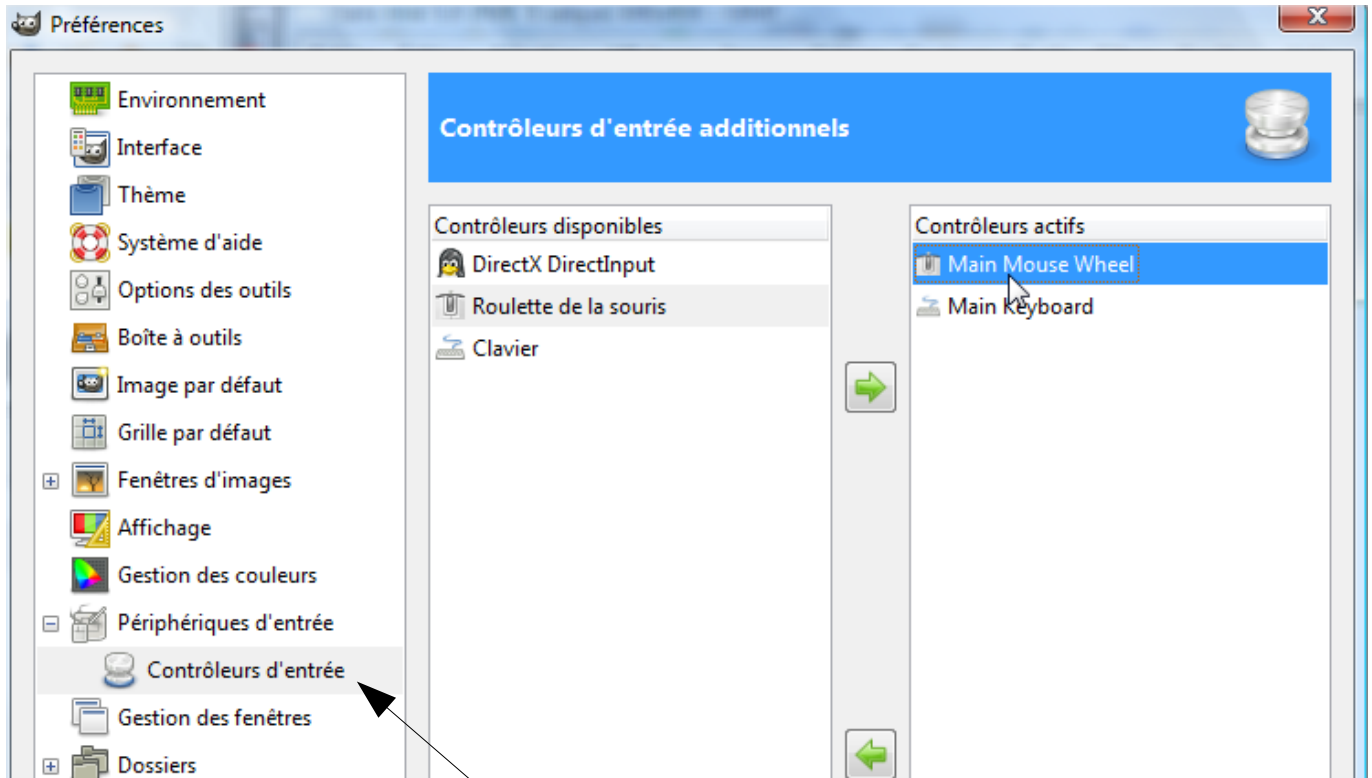 Préférences
Environnement
Interface
Thème
Système d'aide
Options des outils
Boîte à outils
Image par défaut
Grille par défaut
Fenêtres d'images
Affichage
Gestion des couleurs
Périphériques d'entrée
Contrôleurs d'entrée
Gestion des fenêtres
Dossiers
Contrôleurs d'entrée additionnels
Contrôleurs disponibles
DirectX DirectInput
Roulette de la souris
Clavier
Contrôleurs actifs
Main Mouse Wheel
Main Keyboard